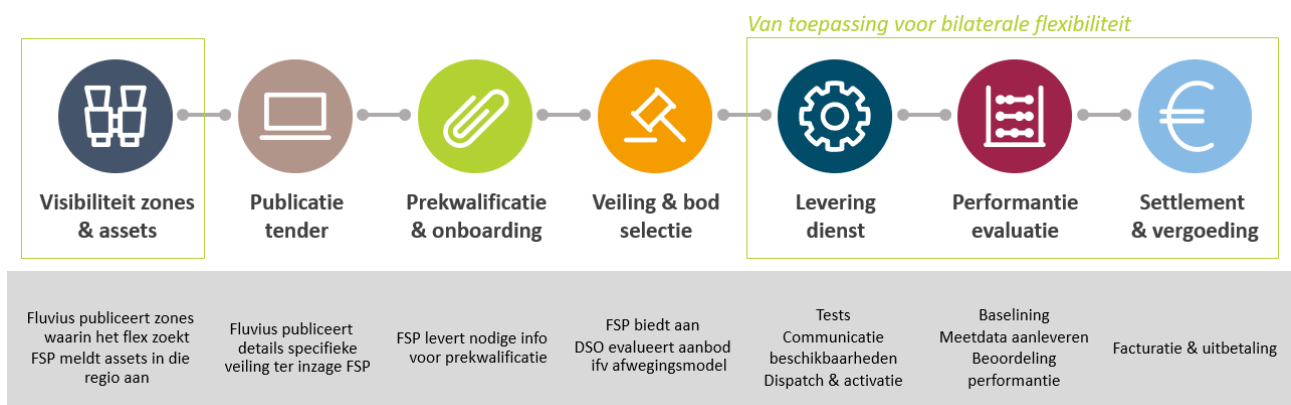 Van toepassing voor bilaterale flexibiliteit
Visibiliteit zones
& assets
Publicatie
tender
Prekwalificatie
& onboarding
Veiling & bod
selectie
Levering
dienst
Performantie
evaluatie
Settlement
& vergoeding
Fluvius publiceert zones
waarin het flex zoekt
FSP meldt assets in die
regio aan
Fluvius publiceert
details specifieke
veiling ter inzage FSP
FSP levert nodige info
voor prekwalificatie
FSP biedt aan
DSO evalueert aanbod
ifv afwegingsmodel
Tests
Communicatie
beschikbaarheden
Dispatch & activatie
Baselining
Meetdata aanleveren
Beoordeling
performantie
Facturatie & uitbetaling